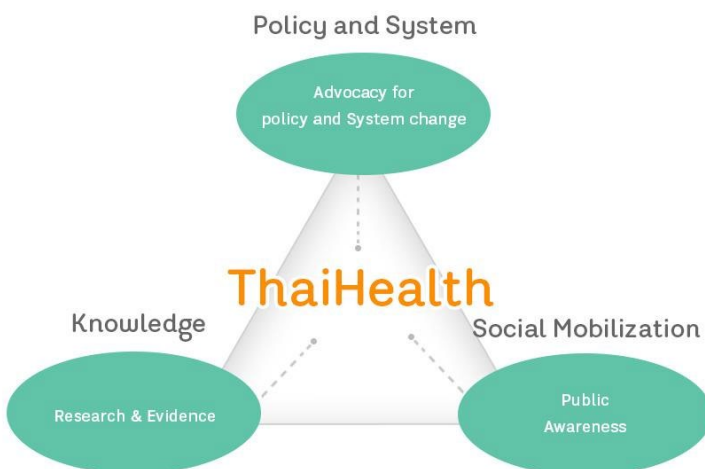 Policy and System
Advocacy for
policy and System change
ThaiHealth
Knowledge
Social Mobilization
Research & Evidence
Public
Awareness